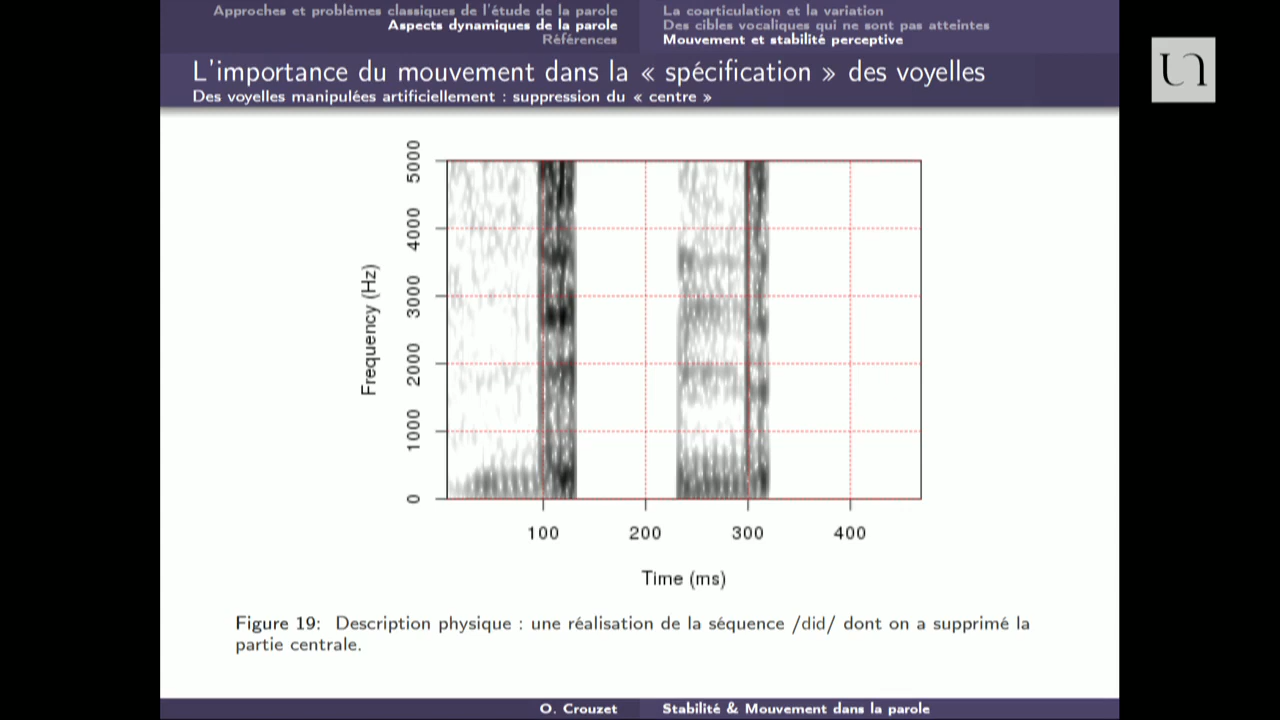 Approches et problèmes classiques de l'étude de la parole
Aspects dynamiques de la parole
Références
La coarticulation et la variation
Des cibles vocaliques qui ne sont pas atteintes
Mouvement et stabilité perceptive
L'importance du mouvement dans la « spécification » des voyelles
Des voyelles manipulées artificiellement : suppression du « centre »
Frequency (Hz)
5000
4000
3000
2000
1000
0
100 200 300 400
Time (ms)
Figure 19: Description physique : une réalisation de la séquence /did/ dont on a supprimé la
partie centrale.
O. Crouzet
Stabilité & Mouvement dans la parole